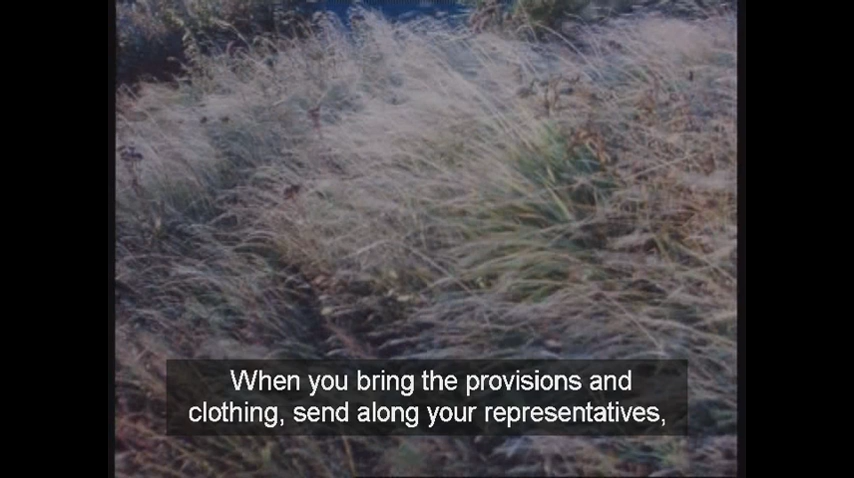 When you bring the provisions and
clothing, send along your representatives,